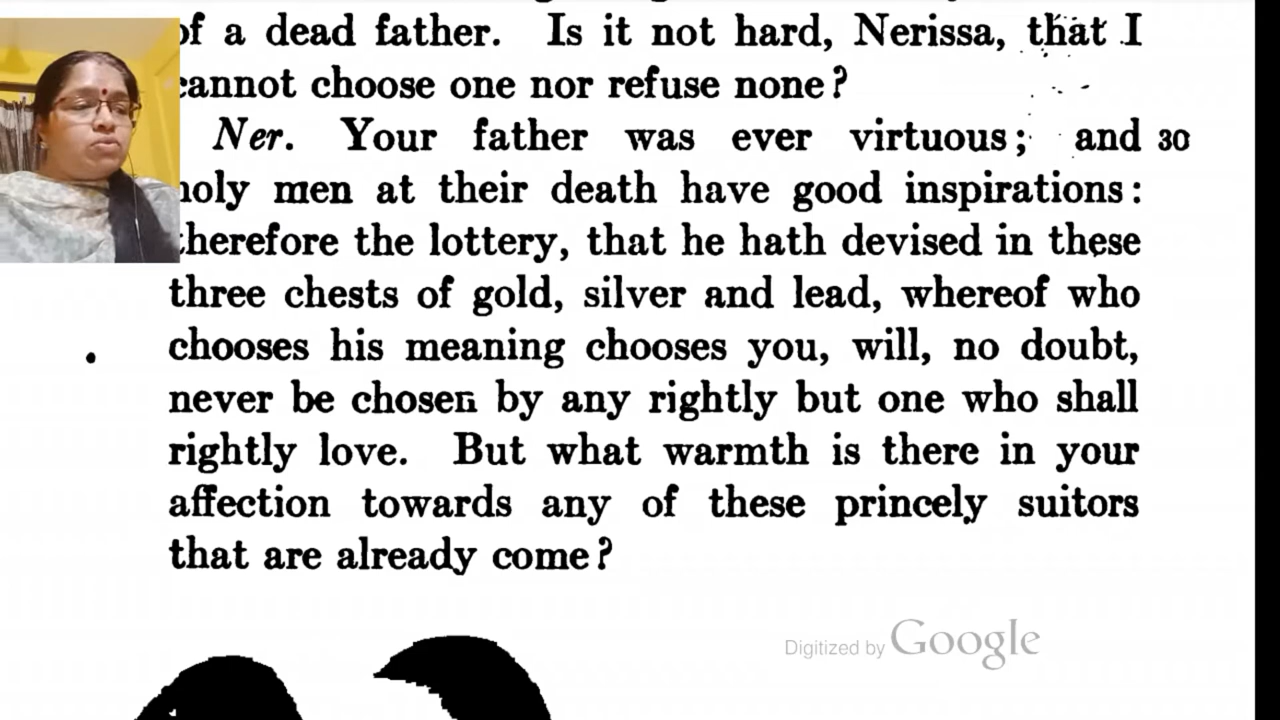 of a dead father. Is it not hard, Nerissa, that I
cannot choose one nor refuse none?
Ner. Your father was ever virtuous; and 30
holy men at their death have good inspirations:
therefore the lottery, that he hath devised in these
three chests of gold, silver and lead, whereof who
chooses his meaning chooses you, will, no doubt,
never be chosen by any rightly but one who shall
rightly love. But what warmth is there in your
affection towards any of these princely suitors
that are already come?
Digitized by Google